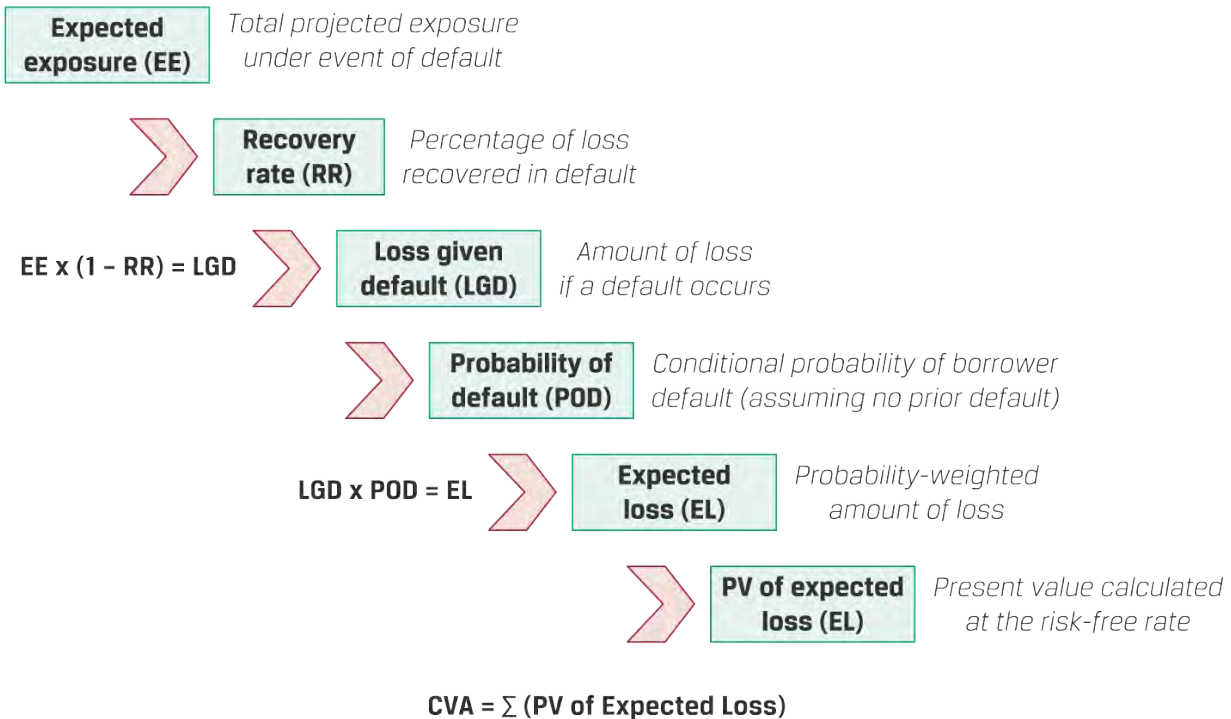 Expected
exposure (EE)
Total projected exposure
under event of default
Recovery
rate (RR)
Percentage of loss
recovered in default
EE x (1 – RR) = LGD
Loss given
default (LGD)
Amount of loss
if a default occurs
Probability of
default (POD)
Conditional probability of borrower
default (assuming no prior default)
LGD x POD = EL
Expected
loss (EL)
Probability-weighted
amount of loss
PV of expected
loss (EL)
Present value calculated
at the risk-free rate
CVA = ∑ (PV of Expected Loss)